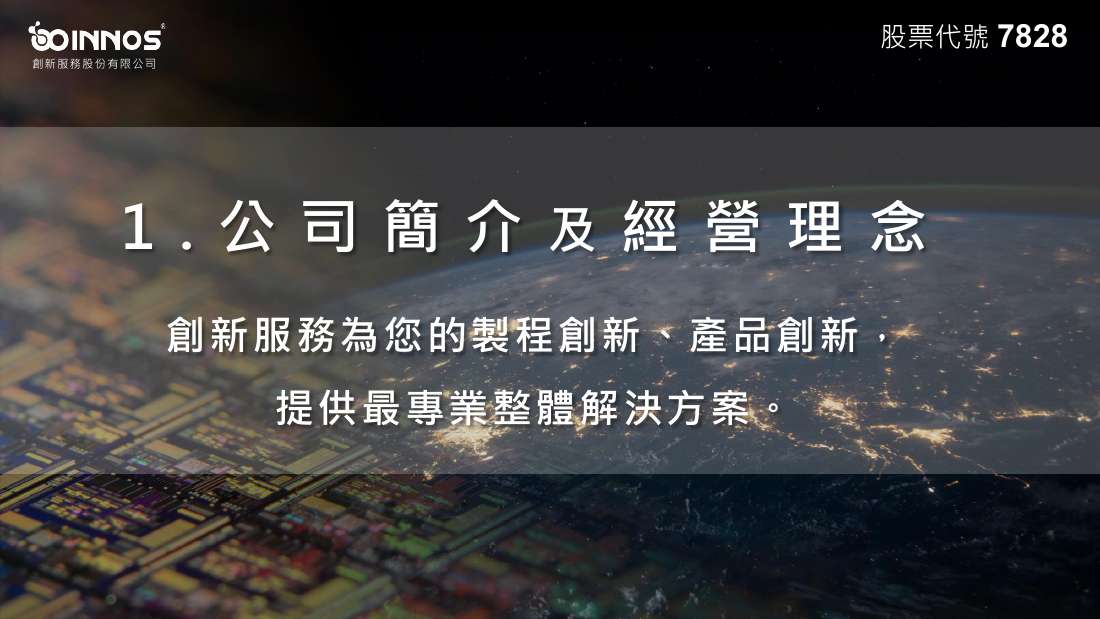 INNOS
創新服務股份有限公司
股票代號 7828
1.公司簡介及經營理念
創新服務為您的製程創新、產品創新，
提供最專業整體解決方案。